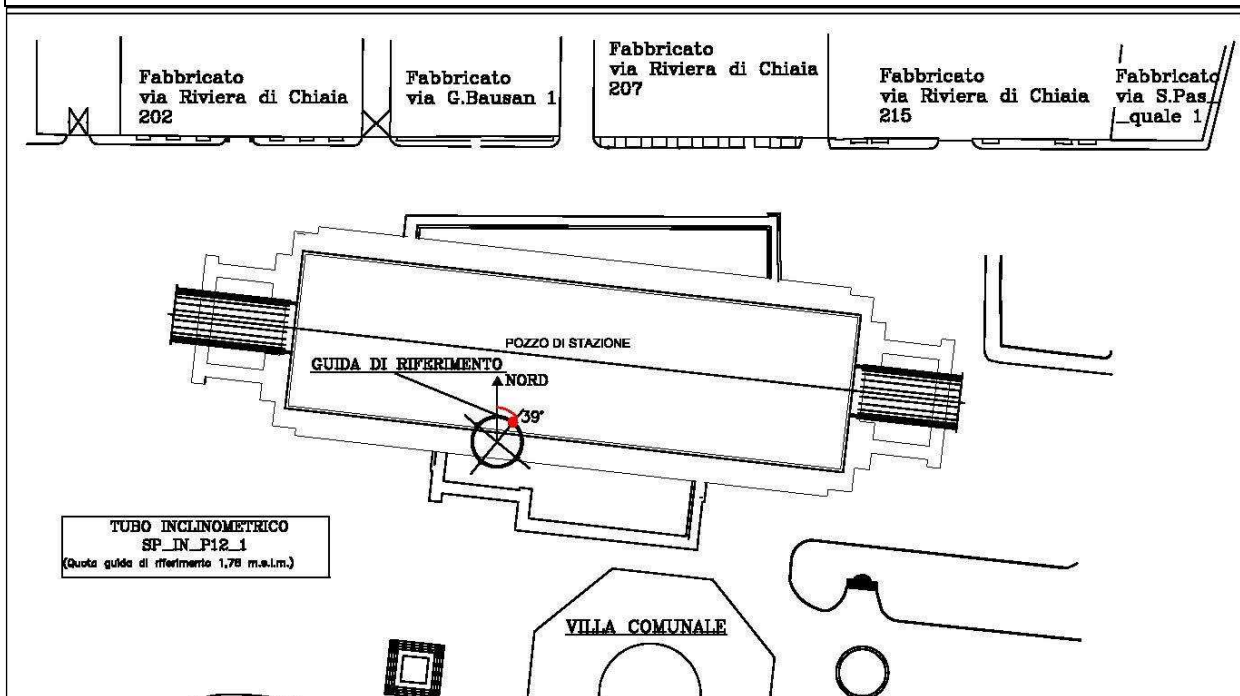 Fabbricato
via Riviera di Chiaia
202
Fabbricato
via G.Bausan 1
Fabbricato
via Riviera di Chiaia
207
Fabbricato
via Riviera di Chiaia
215
Fabbricato
via S.Pas_
_quale 1
POZZO DI STAZIONE
GUIDA DI RIFERIMENTO
NORD
39°
TUBO INCLINOMETRICO
SP_IN_P12_1
(Quota guida di riferimento 1,78 m.s.l.m.)
VILLA COMUNALE